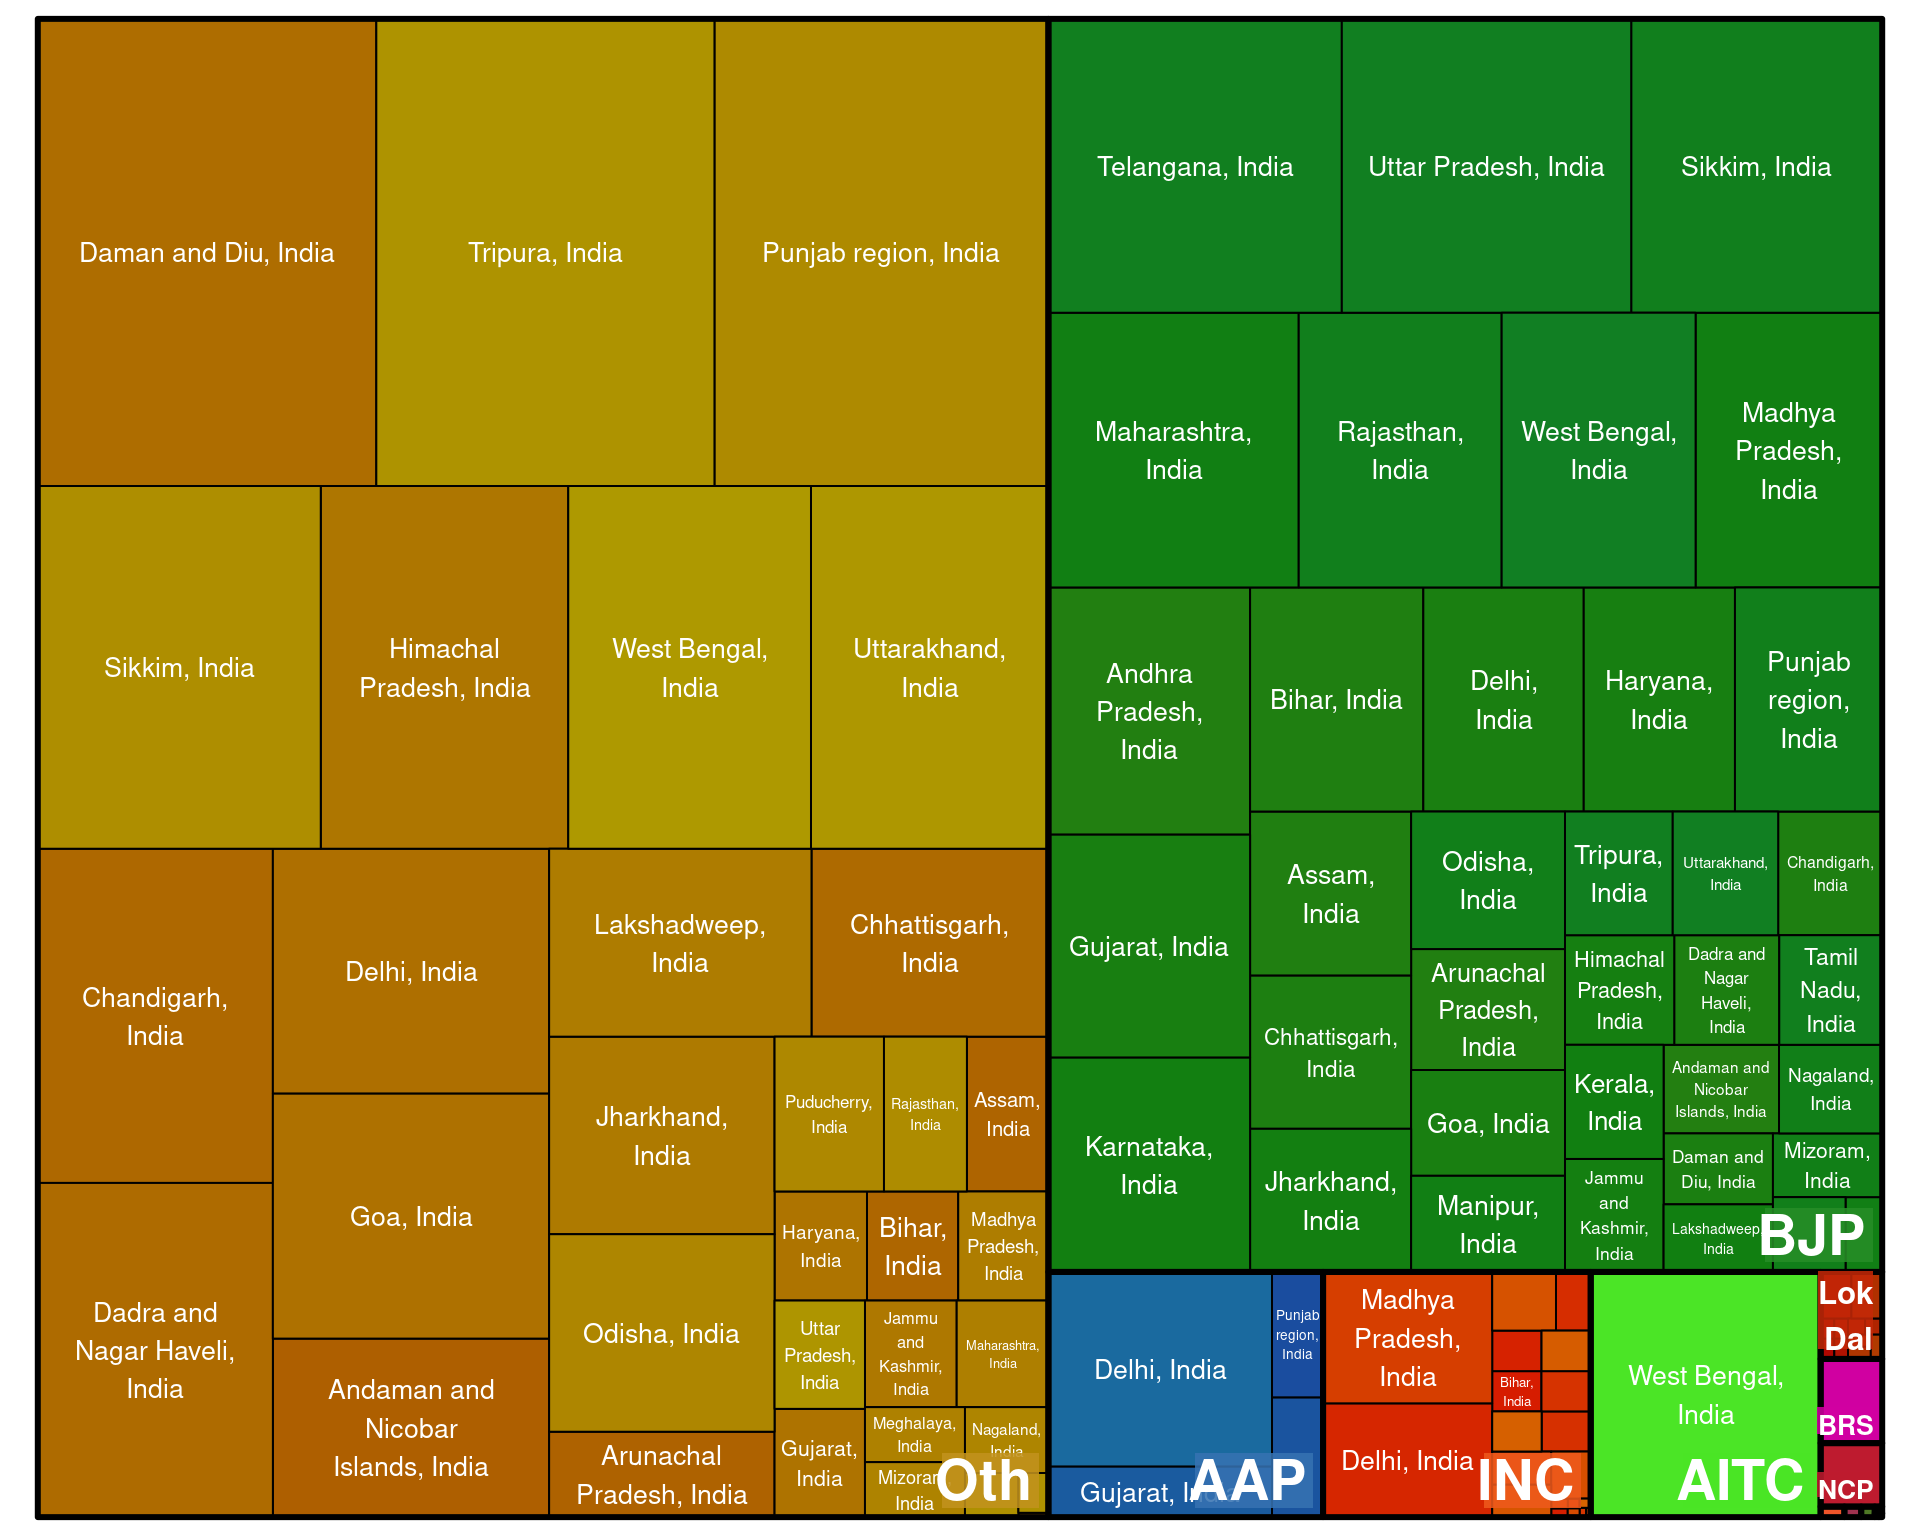 Daman and Diu, India
Tripura, India
Punjab region, India
Sikkim, India
Himachal
Pradesh, India
West Bengal,
India
Uttarakhand,
India
Chandigarh,
India
Delhi, India
Lakshadweep,
India
Chhattisgarh,
India
Dadra and
Nagar Haveli,
India
Goa, India
Andaman and
Nicobar
Islands, India
Jharkhand,
India
Odisha, India
Arunachal
Pradesh, India
Puducherry,
India
Rajasthan,
India
Assam,
India
Haryana,
India
Bihar,
India
Madhya
Pradesh,
India
Uttar
Pradesh,
India
Jammu
and
Kashmir,
India
Maharashtra,
India
Gujarat,
India
Meghalaya,
India
Nagaland,
India
Mizoram,
India
Oth
Telangana, India
Uttar Pradesh, India
Sikkim, India
Maharashtra,
India
Rajasthan,
India
West Bengal,
India
Madhya
Pradesh,
India
Andhra
Pradesh,
India
Bihar, India
Delhi,
India
Haryana,
India
Punjab
region,
India
Gujarat, India
Karnataka,
India
Assam,
India
Chhattisgarh,
India
Jharkhand,
India
Odisha,
India
Arunachal
Pradesh,
India
Goa, India
Manipur,
India
Tripura,
India
Uttarakhand,
India
Chandigarh,
India
Himachal
Pradesh,
India
Dadra and
Nagar
Haveli,
India
Tamil
Nadu,
India
Kerala,
India
Andaman and
Nicobar
Islands, India
Nagaland,
India
Jammu
and
Kashmir,
India
Daman and
Diu, India
Mizoram,
India
Lakshadweep,
India
BJP
Delhi, India
Punjab
region,
India
Gujarat, India
AAP
Madhya
Pradesh,
India
Delhi, India
Bihar,
India
INC
West Bengal,
India
AITC
Lok
Dal
BRS
NCP